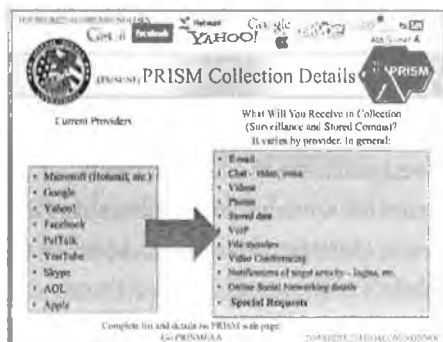 facebook
Hotmail
Google
YAHOO!
PRISM Collection Details
PRISM
Current Providers
What Will You Receive in Collection
(Surveillance and Stored Comms)?
It varies by provider. In general:
• Microsoft (Hotmail, etc.)
• Google
• Yahoo!
• Facebook
• PalTalk
• YouTube
• Skype
• AOL
• Apple
• E-mail
• Chat – video, voice
• Videos
• Photos
• Stored data
• VoIP
• File transfers
• Video Conferencing
• Notifications of target activity – logins, etc.
• Online Social Networking details
• Special Requests
Complete list and details on PRISM web page:
Go PRISMFAA